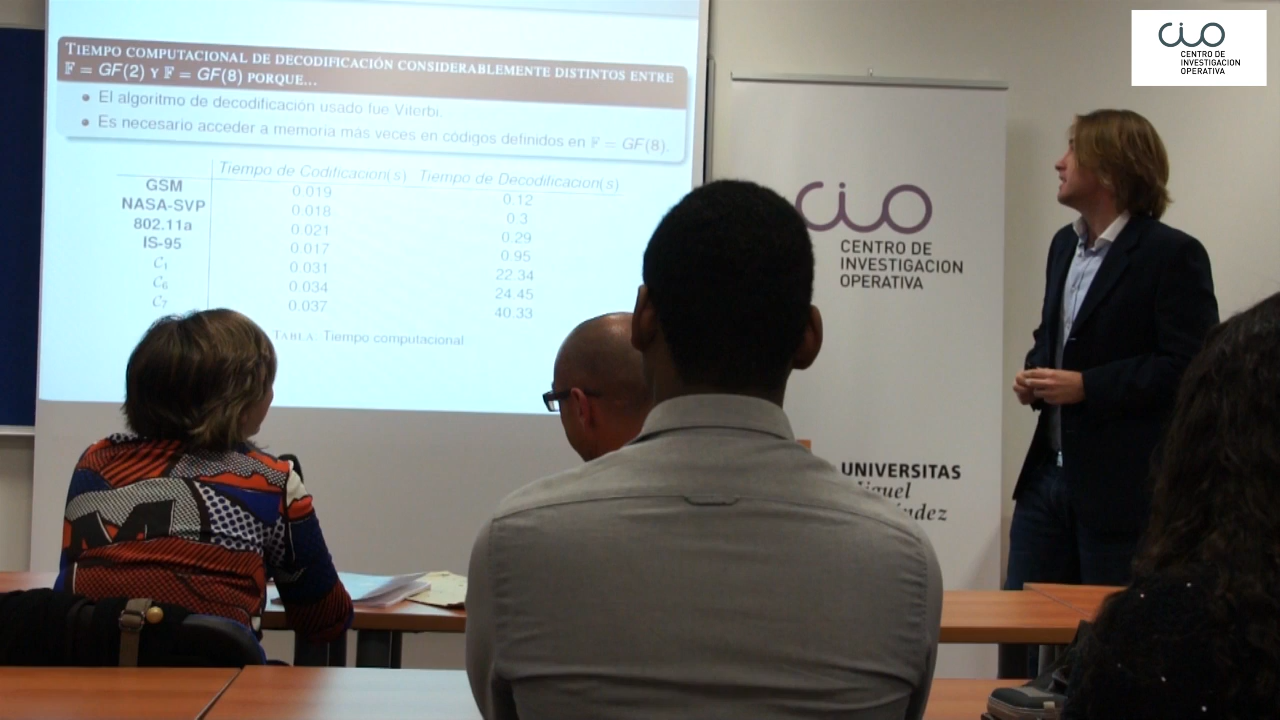 TIEMPO COMPUTACIONAL DE DECODIFICACIÓN CONSIDERABLEMENTE DISTINTOS ENTRE
𝔽 = GF(2) Y 𝔽 = GF(8) PORQUE...
El algoritmo de decodificación usado fue Viterbi.
Es necesario acceder a memoria más veces en códigos definidos en 𝔽 = GF(8).
Tiempo de Codificación(s) Tiempo de Decodificación(s)
GSM 0.019 0.12
NASA-SVP 0.018 0.3
802.11a 0.021 0.29
IS-95 0.017 0.95
C₁ 0.031 22.34
C₆ 0.034 24.45
C₇ 0.037 40.33
TABLA. Tiempo computacional
cio
CENTRO DE
INVESTIGACION
OPERATIVA
UNIVERSITAS
Miguel
CIO
CENTRO DE
INVESTIGACION
OPERATIVA